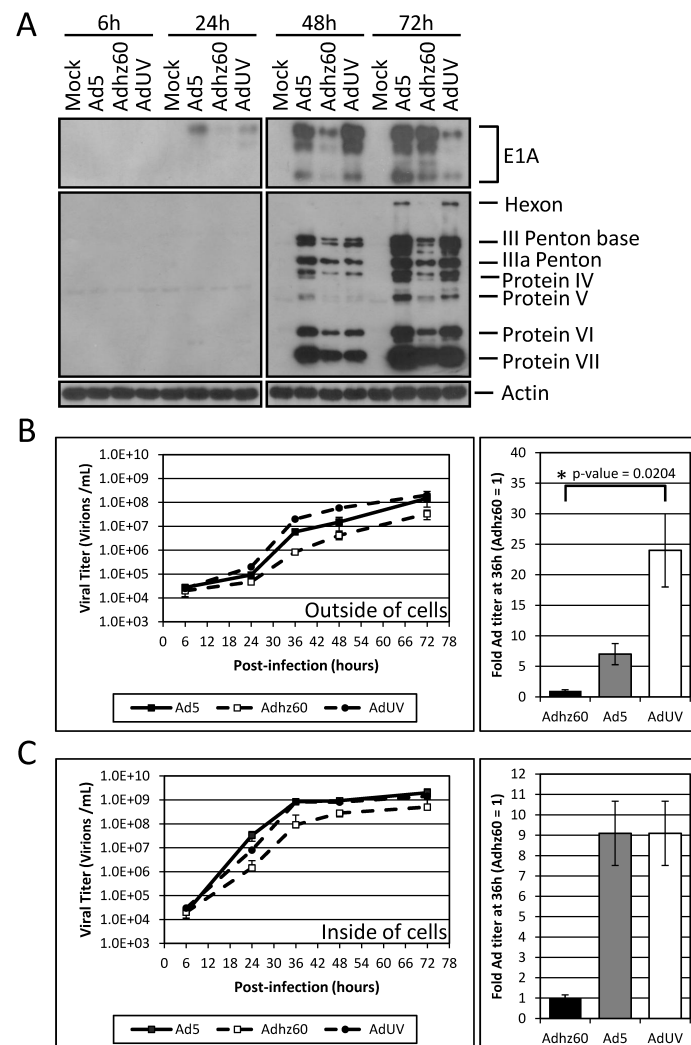 A
6h 24h 48h 72h
Mock Ad5 Adhz60 AdUV Mock Ad5 Adhz60 AdUV Mock Ad5 Adhz60 AdUV Mock Ad5 Adhz60 AdUV
E1A
Hexon
III Penton base
IIIa Penton
Protein IV
Protein V
Protein VI
Protein VII
Actin
B
Viral Titer (Virions /mL)
1.0E+10
1.0E+09
1.0E+08
1.0E+07
1.0E+06
1.0E+05
1.0E+04
1.0E+03
Outside of cells
0 6 12 18 24 30 36 42 48 54 60 66 72 78
Post-infection (hours)
Ad5 Adhz60 AdUV
Fold Ad titer at 36h (Adhz60 = 1)
40
35
30
25
20
15
10
5
0
* p-value = 0.0204
Adhz60 Ad5 AdUV
C
Viral Titer (Virions /mL)
1.0E+10
1.0E+09
1.0E+08
1.0E+07
1.0E+06
1.0E+05
1.0E+04
1.0E+03
Inside of cells
0 6 12 18 24 30 36 42 48 54 60 66 72 78
Post-infection (hours)
Ad5 Adhz60 AdUV
Fold Ad titer at 36h (Adhz60 = 1)
12
11
10
9
8
7
6
5
4
3
2
1
0
Adhz60 Ad5 AdUV